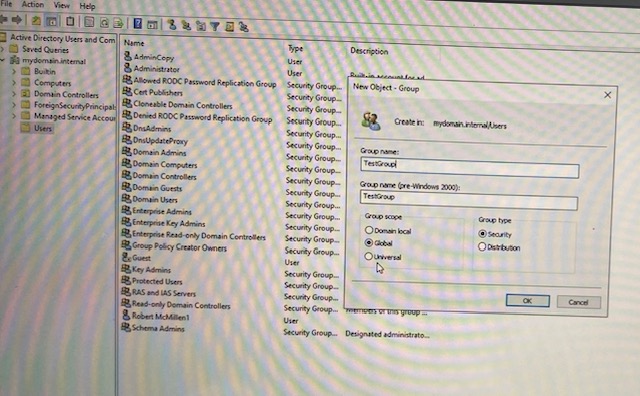 File Action View Help
Active Directory Users and Com
Saved Queries
mydomain.internal
Builtin
Computers
Domain Controllers
ForeignSecurityPrincipal
Managed Service Accou
Users
Name Type Description
AdminCopy User
Administrator User Built-in account for ad
Allowed RODC Password Replication Group Security Group...
Cert Publishers Security Group...
Cloneable Domain Controllers Security Group...
Denied RODC Password Replication Group Security Group...
DnsAdmins Security Group...
DnsUpdateProxy Security Group...
Domain Admins Security Group...
Domain Computers Security Group...
Domain Controllers Security Group...
Domain Guests Security Group...
Domain Users Security Group...
Enterprise Admins Security Group...
Enterprise Key Admins Security Group...
Enterprise Read-only Domain Controllers Security Group...
Group Policy Creator Owners Security Group...
Guest User
Key Admins Security Group...
Protected Users Security Group...
RAS and IAS Servers Security Group...
Read-only Domain Controllers Security Group... Members of this group ...
Robert McMillen1 User
Schema Admins Security Group... Designated administrato...
New Object - Group
Create in: mydomain.internal/Users
Group name:
TestGroup
Group name (pre-Windows 2000):
TestGroup
Group scope Group type
Domain local Security
Global Distribution
Universal
OK Cancel